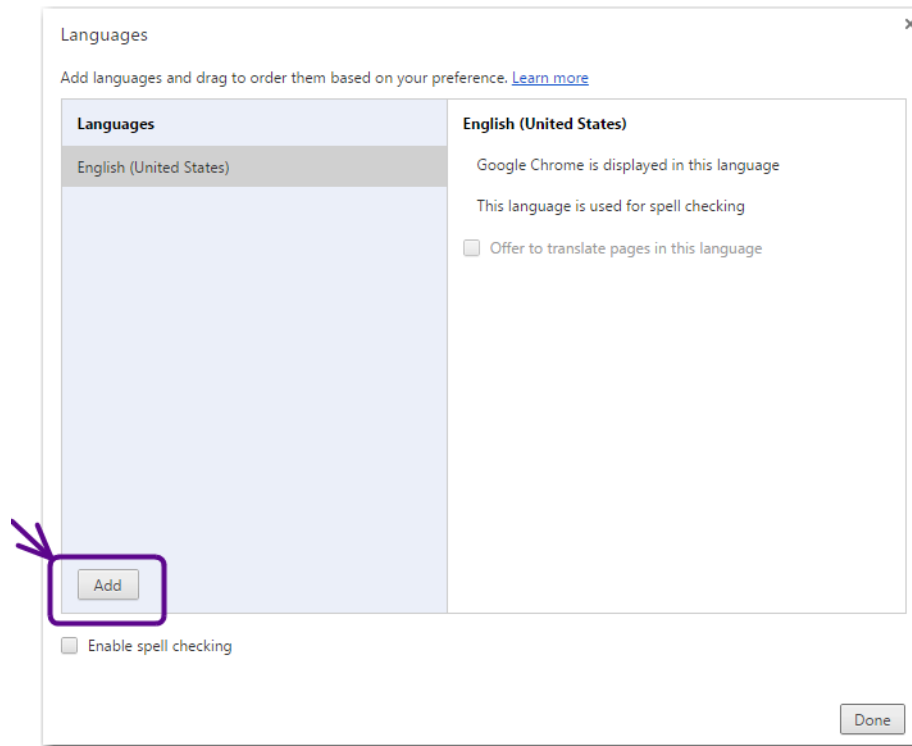 Languages
Add languages and drag to order them based on your preference. Learn more
Languages
English (United States)
Add
English (United States)
Google Chrome is displayed in this language
This language is used for spell checking
Offer to translate pages in this language
Enable spell checking
Done